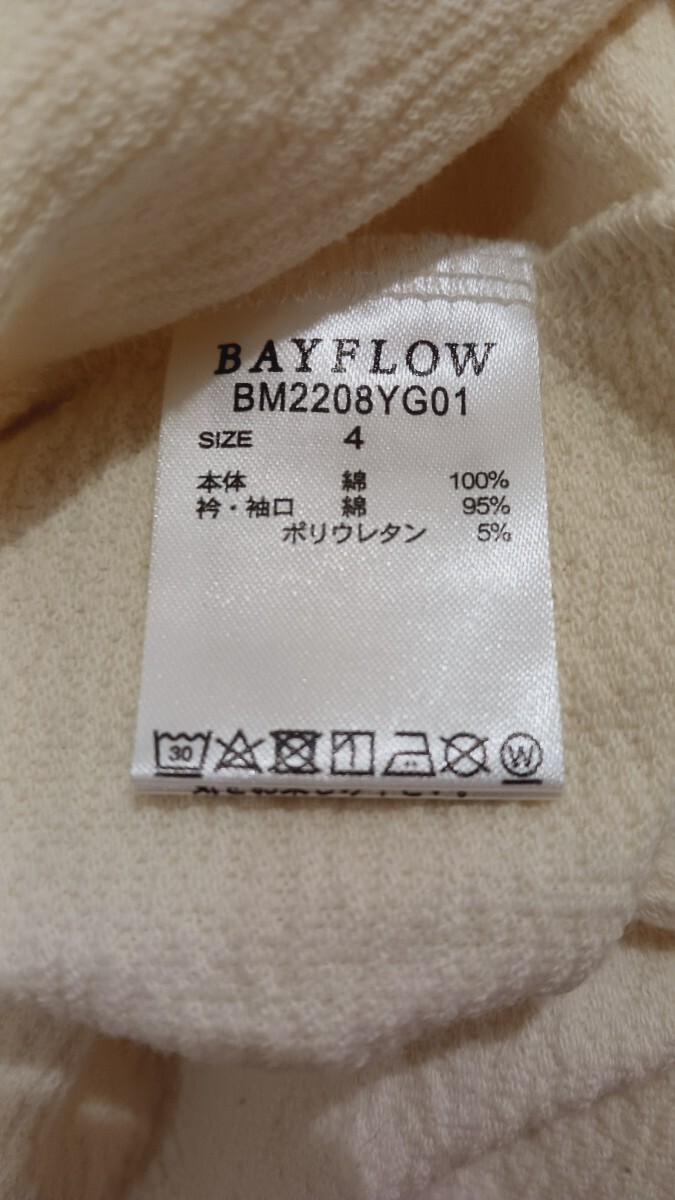 BAYFLOW
BM2208YG01
SIZE 4
本体 綿 100%
衿・袖口 綿 95%
ポリウレタン 5%
30 W